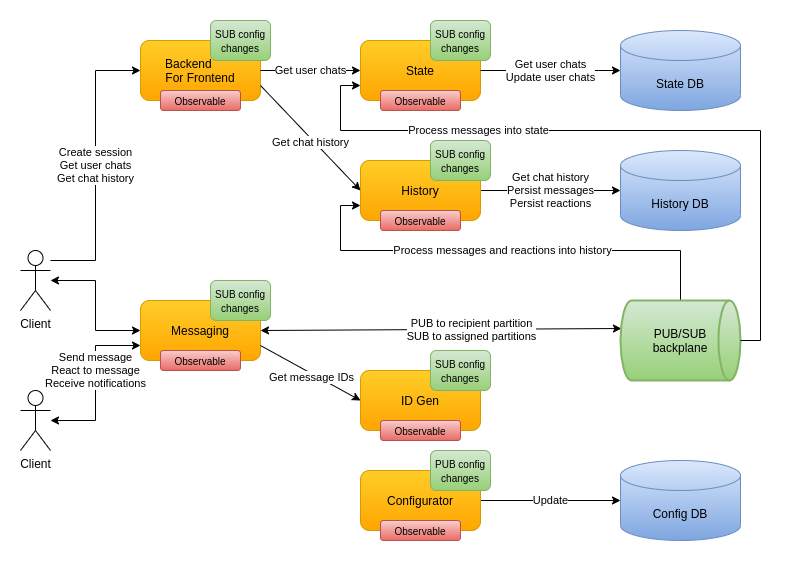 SUB config
changes
Backend
For Frontend
Observable
Get user chats
SUB config
changes
State
Observable
Get user chats
Update user chats
State DB
Process messages into state
Create session
Get user chats
Get chat history
Get chat history
SUB config
changes
History
Observable
Get chat history
Persist messages
Persist reactions
History DB
Process messages and reactions into history
Client
SUB config
changes
Messaging
Observable
PUB to recipient partition
SUB to assigned partitions
PUB/SUB
backplane
Send message
React to message
Receive notifications
Get message IDs
SUB config
changes
ID Gen
Observable
Client
PUB config
changes
Configurator
Observable
Update
Config DB